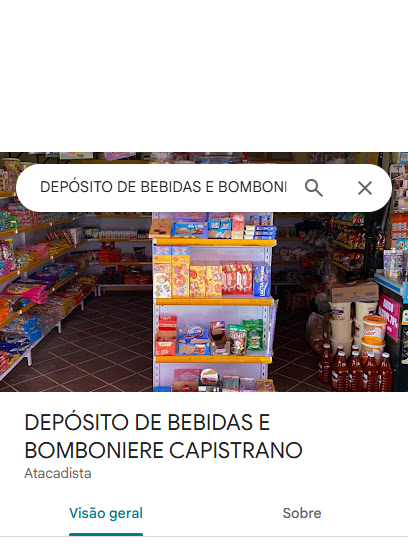 DEPÓSITO DE BEBIDAS E BOMBONI
DEPÓSITO DE BEBIDAS E
BOMBONIERE CAPISTRANO
Atacadista
Visão geral
Sobre